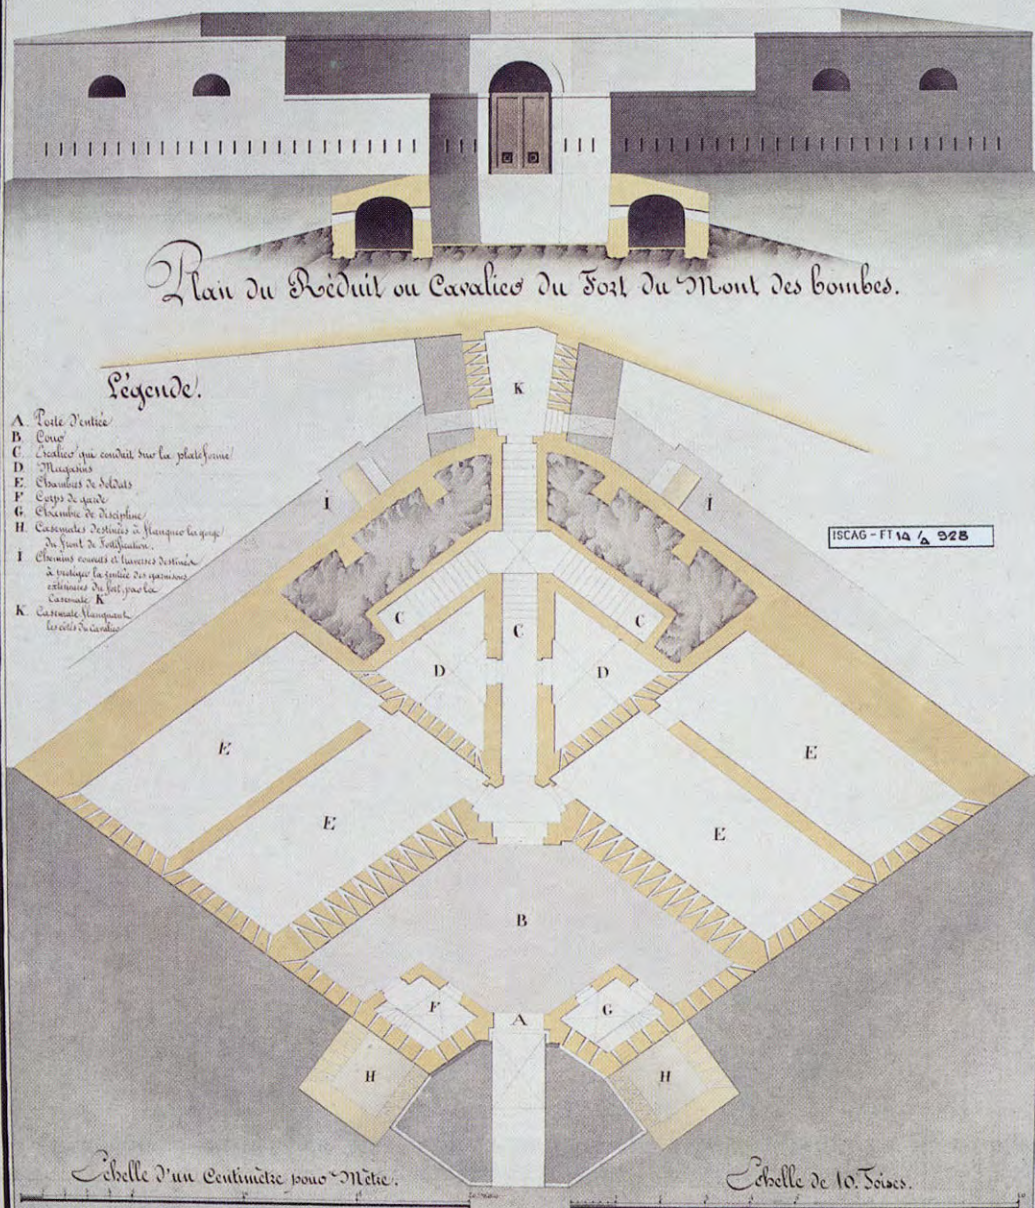 Plan du Réduit ou Cavalier du Fort du Mont des bombes.
Légende.
A Porte d'entrée
B Cour
C Escalier qui conduit sur la plateforme
D Magasins
E Chambres de Soldats
F Corps de garde
G Chambre de discipline
H Casemates destinées à flanquer la gorge
du front de Fortification.
I Chemins couverts et traverses destinés
à protéger la des garnisons
extérieures du fort, par la
Casemate K
K Casemate flanquant
les côtés du Cavalier
K
I
I
ISCAG - FT 14/A 928
C
C
C
D
D
E
E
E
E
B
F
A
G
H
H
Echelle d'un Centimètre pour Mètre.
Echelle de 10. Toises.